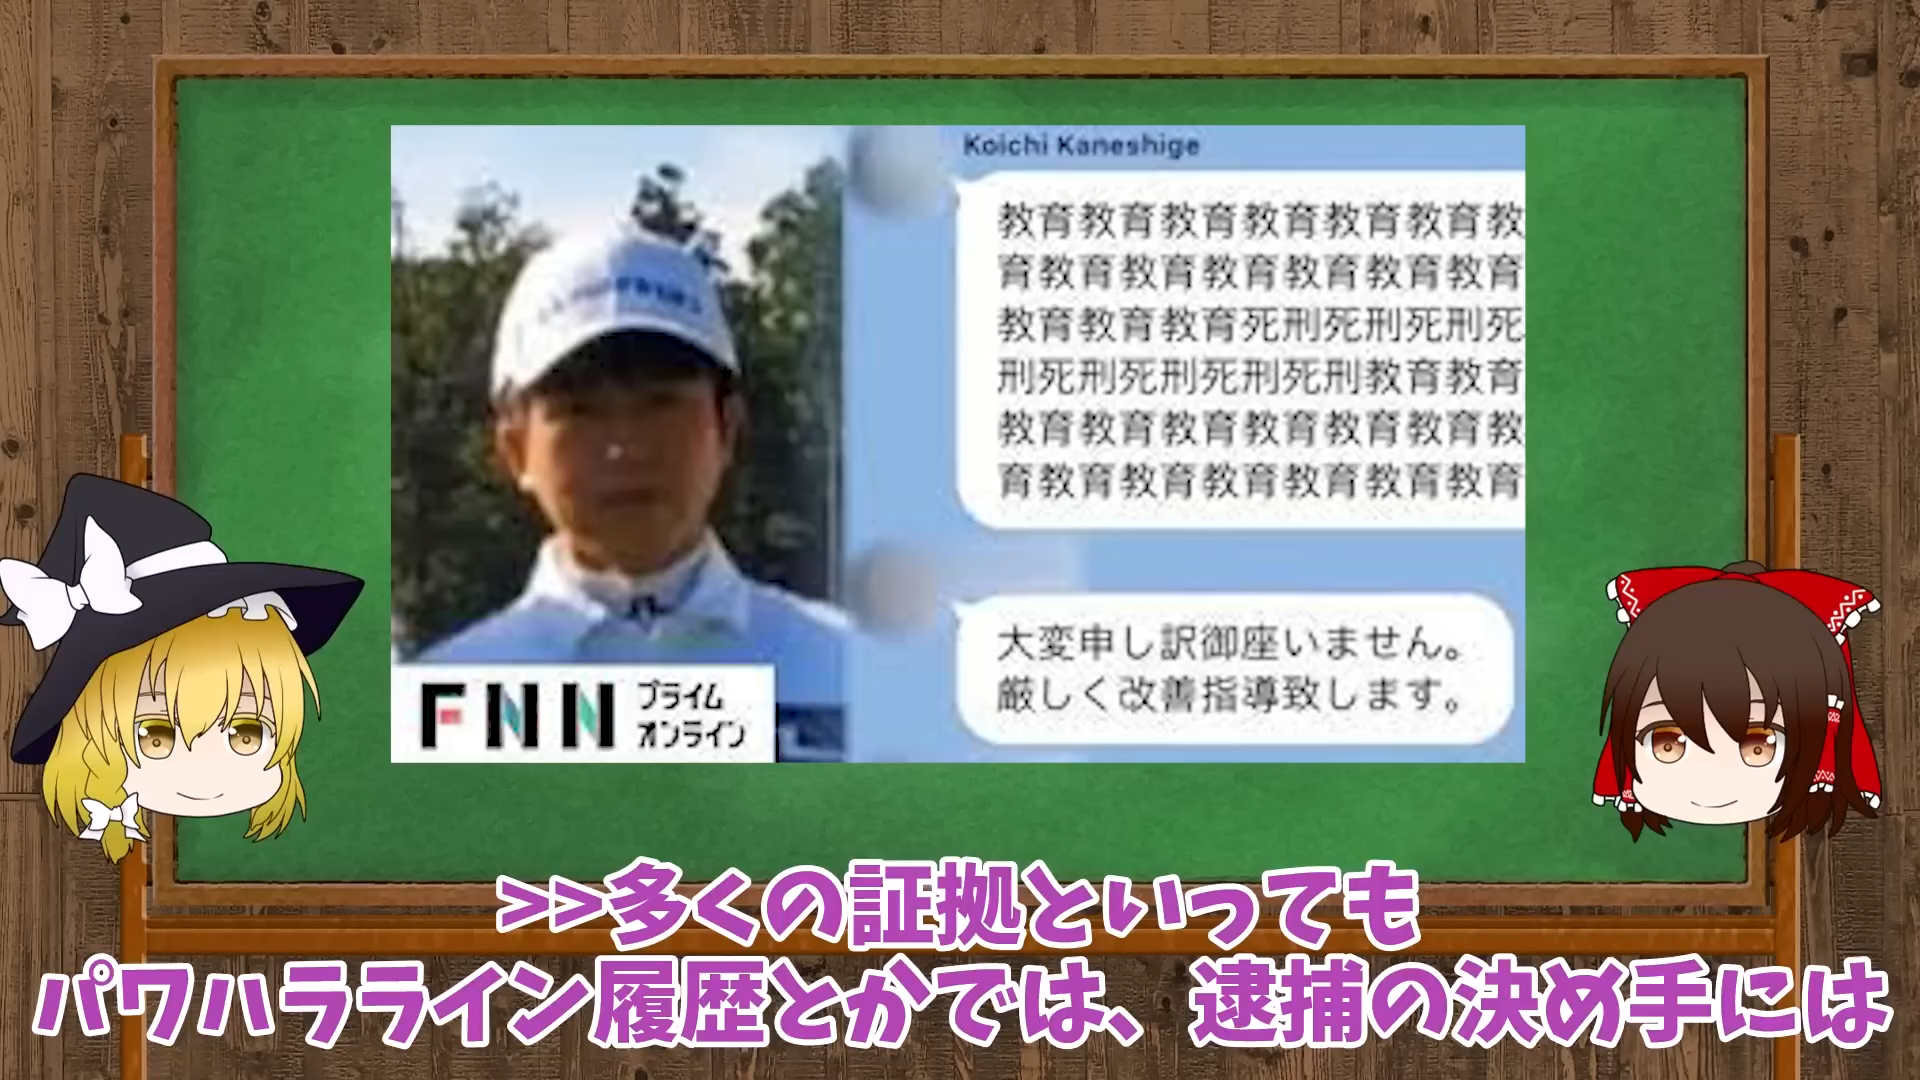 Koichi Kaneshige
教育教育教育教育教育教育教
育教育教育教育教育教育教育
教育教育教育死刑死刑死刑死
刑死刑死刑死刑死刑教育教育
教育教育教育教育教育教育教
育教育教育教育教育教育教育
大変申し訳御座いません。
厳しく改善指導致します。
FNN プライム
オンライン
>>多くの証拠といっても
パワハラライン履歴とかでは、逮捕の決め手には